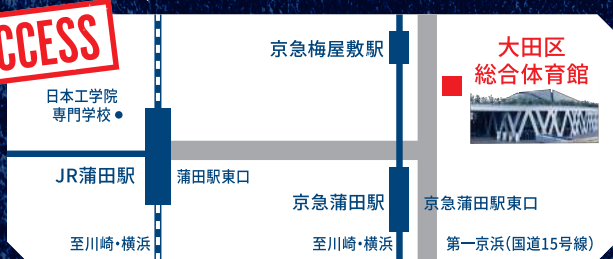 CCESS
京急梅屋敷駅
大田区
総合体育館
日本工学院
専門学校
JR蒲田駅
蒲田駅東口
京急蒲田駅
京急蒲田駅東口
至川崎・横浜
至川崎・横浜
第一京浜(国道15号線)